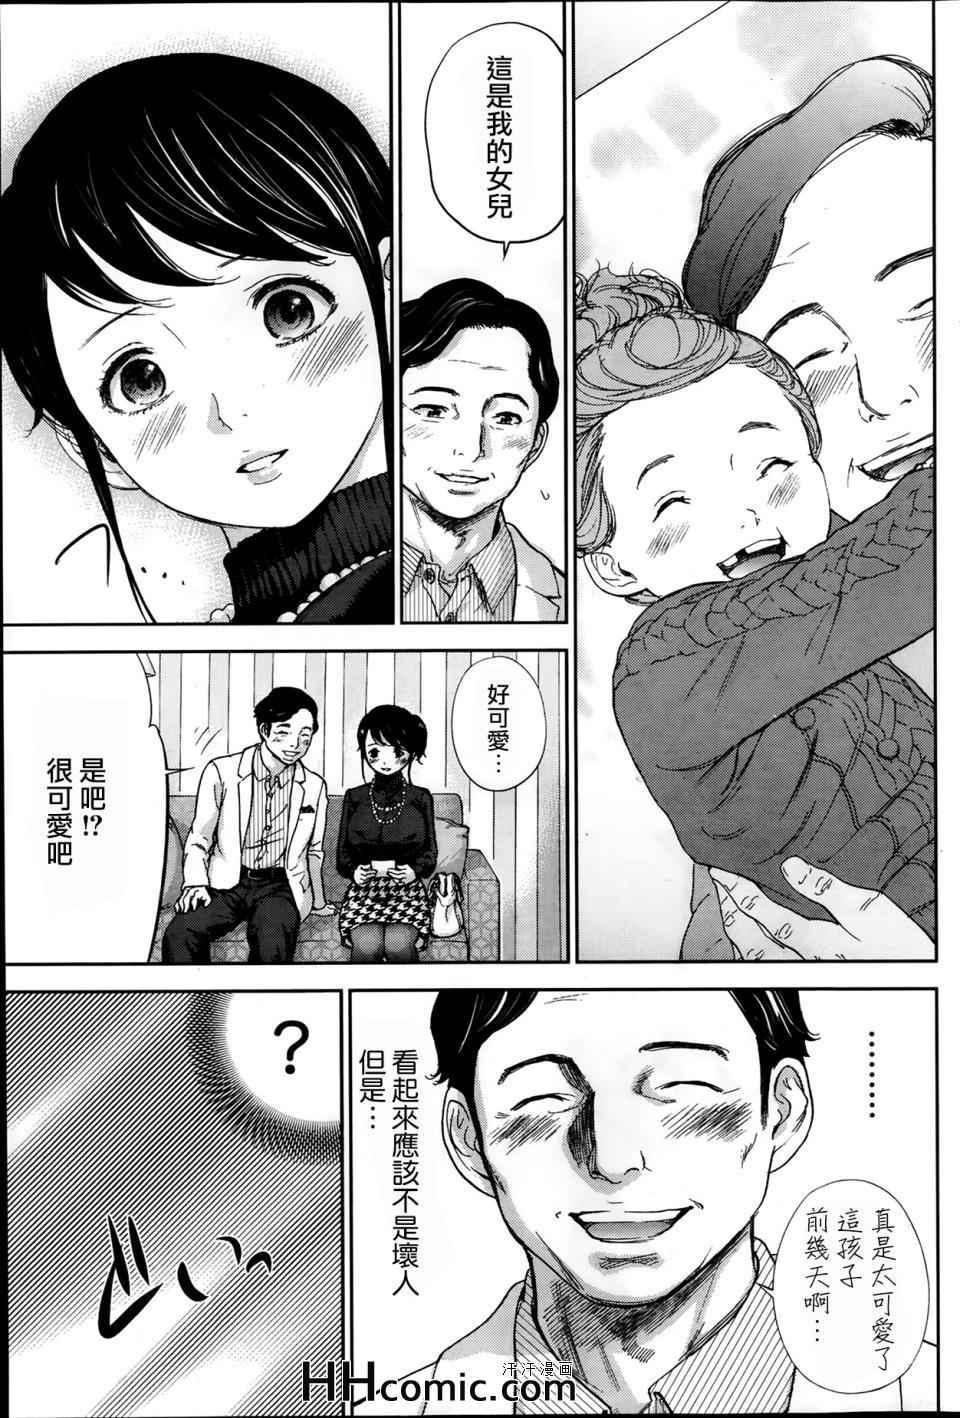 這是我的女兒
好可愛…
是吧!?
很可愛吧
………
真是太可愛了
這孩子
前幾天啊…
看起來應該不是壞人
但是…
?
汗汗漫画
HHcomic.com